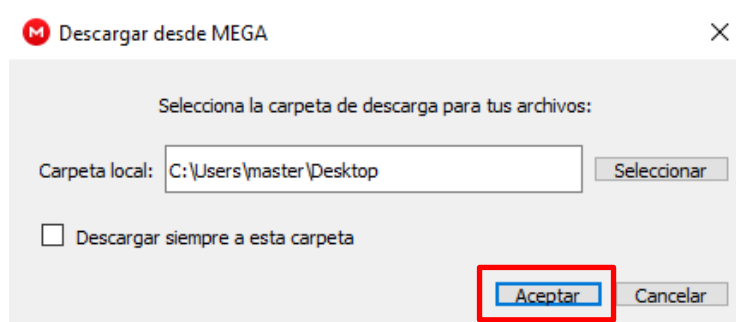 Descargar desde MEGA
Selecciona la carpeta de descarga para tus archivos:
Carpeta local: C:\Users\master\Desktop Seleccionar
Descargar siempre a esta carpeta
Aceptar Cancelar